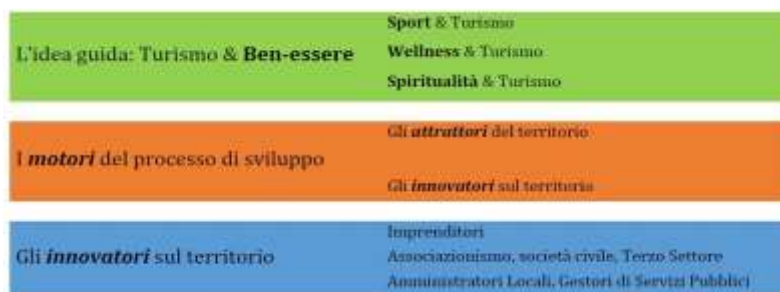 Sport & Turismo
L'idea guida: Turismo & Ben-essere
Wellness & Turismo
Spiritualità & Turismo
Gli attrattori del territorio
I motori del processo di sviluppo
Gli innovatori sul territorio
Imprenditori
Gli innovatori sul territorio
Associazionismo, società civile, Terzo Settore
Amministratori Locali, Gestori di Servizi Pubblici